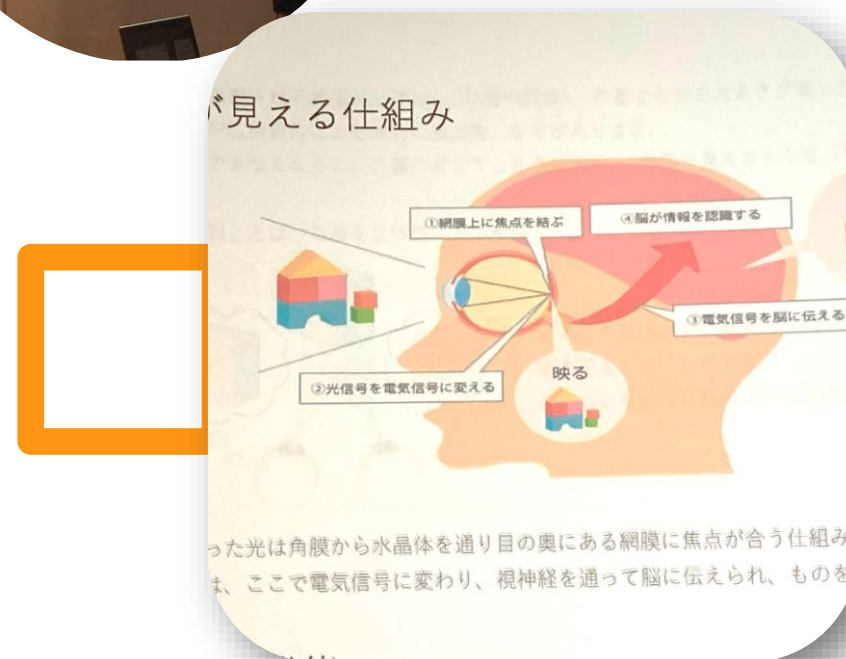 が見える仕組み
①網膜上に焦点を結ぶ
④脳が情報を認識する
③電気信号を脳に伝える
②光信号を電気信号に変える
映る
った光は角膜から水晶体を通り目の奥にある網膜に焦点が合う仕組み
は、ここで電気信号に変わり、視神経を通って脳に伝えられ、ものを